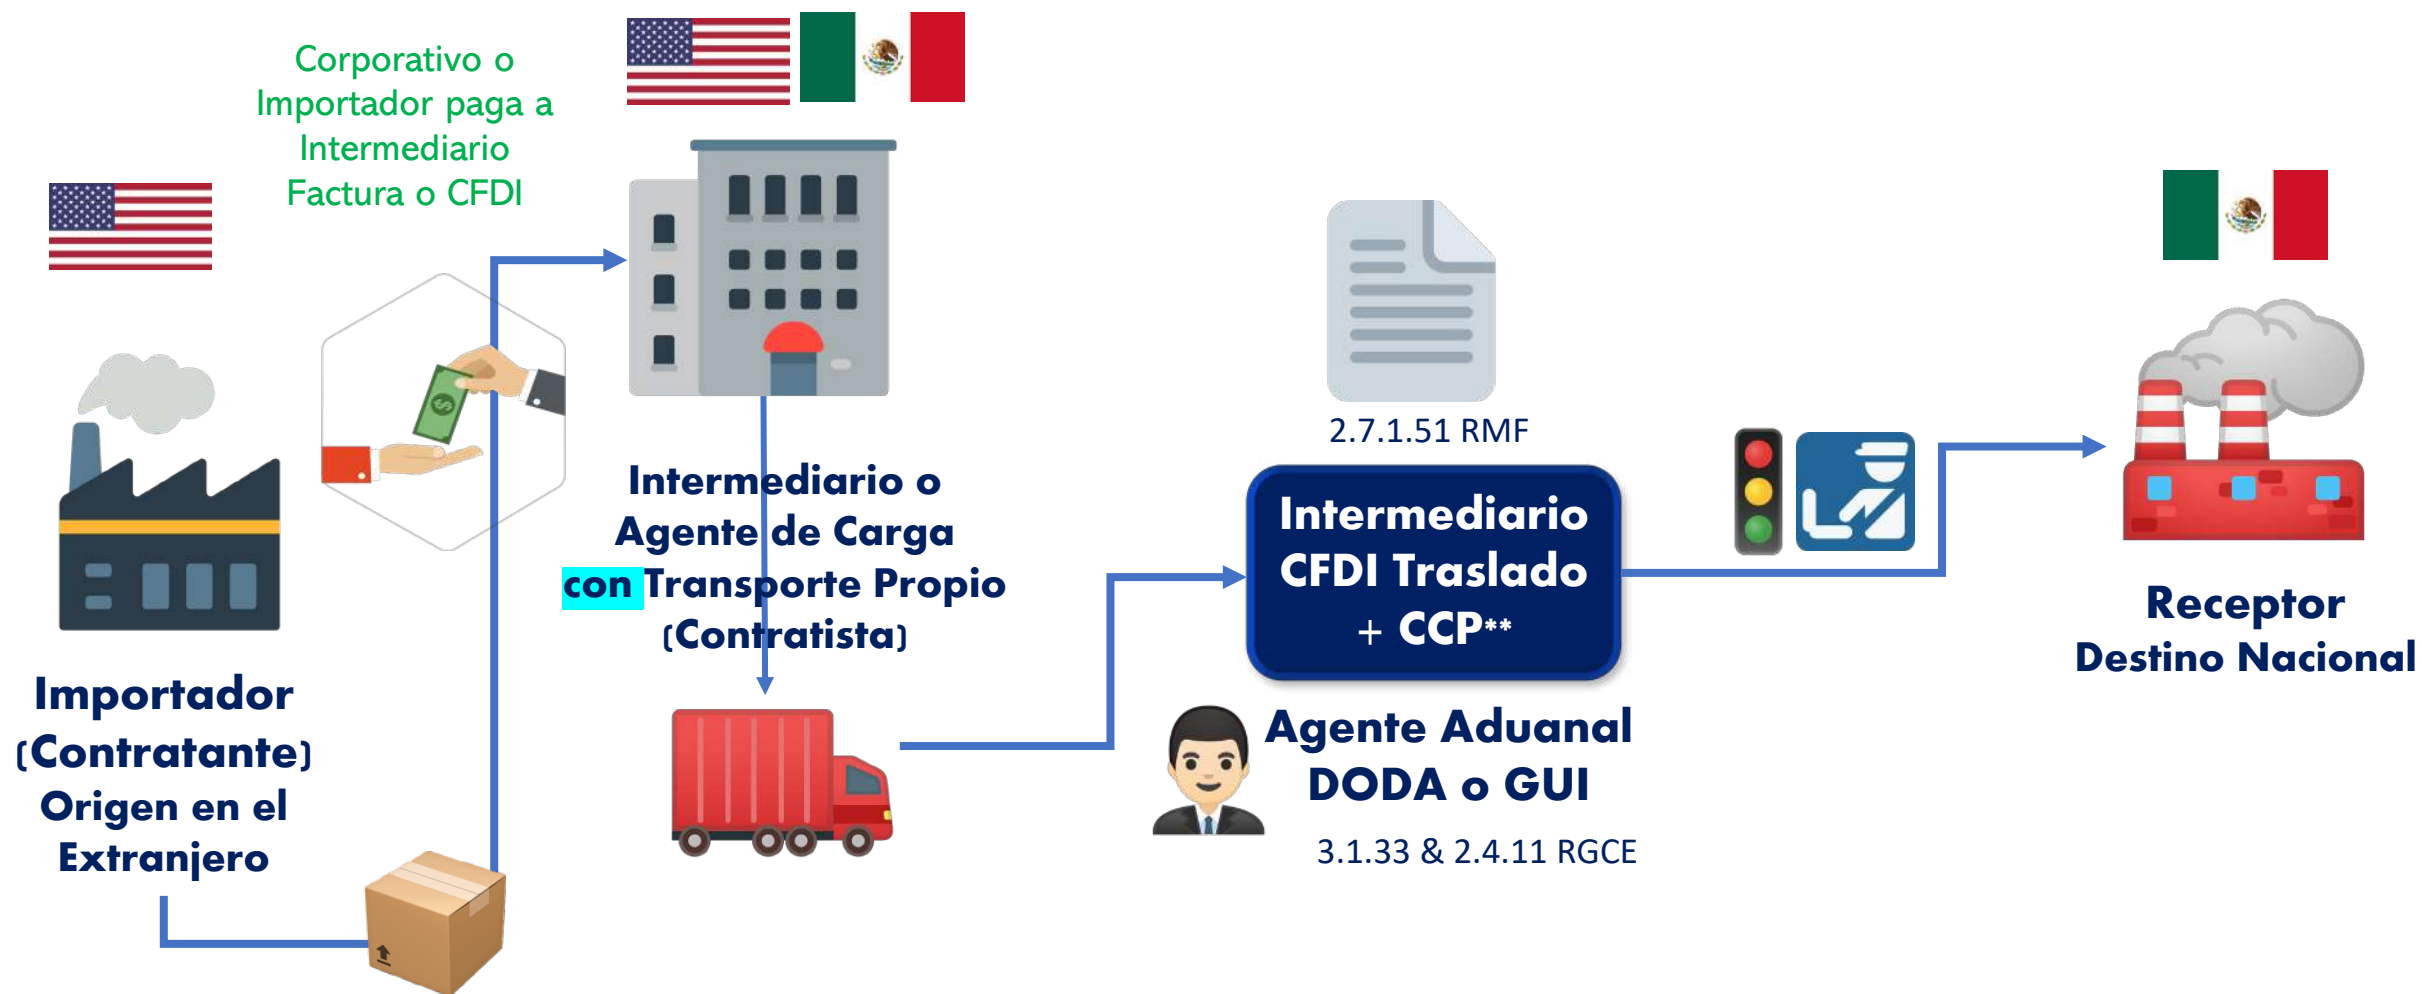 Corporativo o
Importador paga a
Intermediario
Factura o CFDI
Importador
(Contratante)
Origen en el
Extranjero
Intermediario o
Agente de Carga
con Transporte Propio
(Contratista)
2.7.1.51 RMF
Intermediario
CFDI Traslado
+ CCP**
Agente Aduanal
DODA o GUI
3.1.33 & 2.4.11 RGCE
Receptor
Destino Nacional